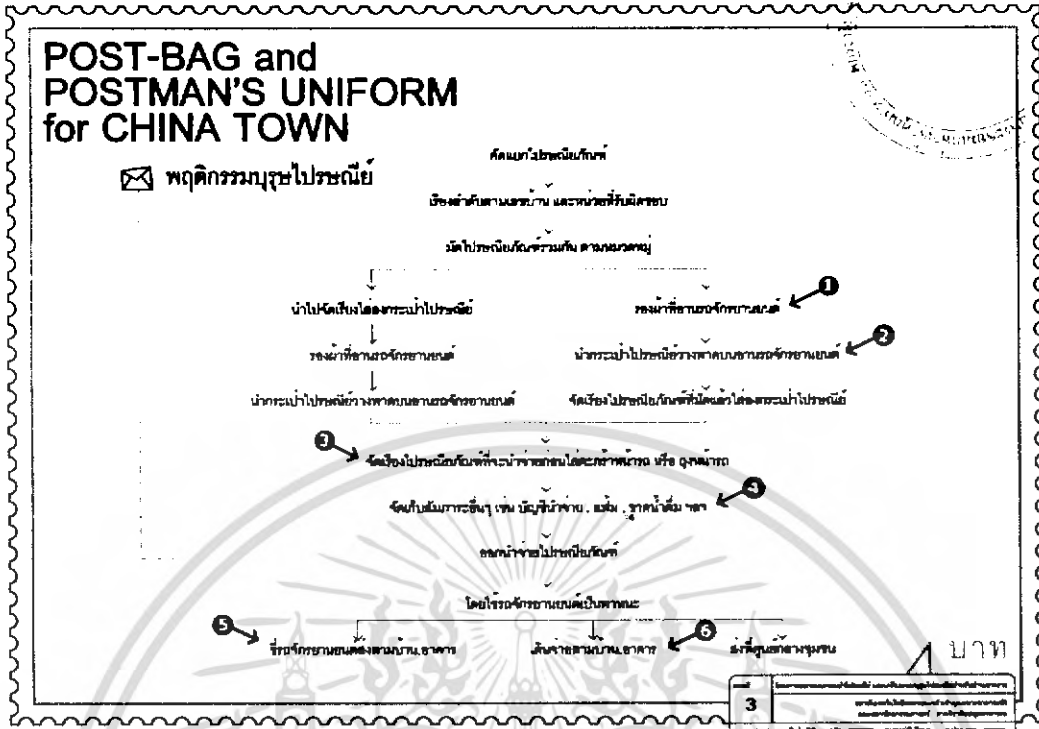 POST-BAG and
POSTMAN'S UNIFORM
for CHINA TOWN
พฤติกรรมบุรุษไปรษณีย์
คัดแยกไปรษณียภัณฑ์
เรียงลำดับตามเลขบ้าน และหน่วยที่รับผิดชอบ
มัดไปรษณียภัณฑ์รวมกัน ตามหมวดหมู่
นำไปจัดเรียงใส่ลงกระเป๋าไปรษณีย์
รองผ้าที่อานรถจักรยานยนต์
1
รองผ้าที่อานรถจักรยานยนต์
นำกระเป๋าไปรษณีย์วางพาดบนอานรถจักรยานยนต์
2
นำกระเป๋าไปรษณีย์วางพาดบนอานรถจักรยานยนต์
จัดเรียงไปรษณียภัณฑ์ที่มัดแล้วใส่ลงกระเป๋าไปรษณีย์
3
จัดเรียงไปรษณียภัณฑ์ที่จะนำจ่ายก่อนใส่ตะกร้าหน้ารถ หรือ ถุงหน้ารถ
จัดเก็บสัมภาระอื่นๆ เช่น บัญชีนำจ่าย , แสตม , ขวดน้ำดื่ม ฯลฯ
4
ออกนำจ่ายไปรษณียภัณฑ์
โดยใช้รถจักรยานยนต์เป็นพาหนะ
5
ขี่รถจักรยานยนต์ส่งตามบ้าน,อาคาร
เดินจ่ายตามบ้าน,อาคาร
6
ส่งที่ศูนย์กลางชุมชน
บาท
3